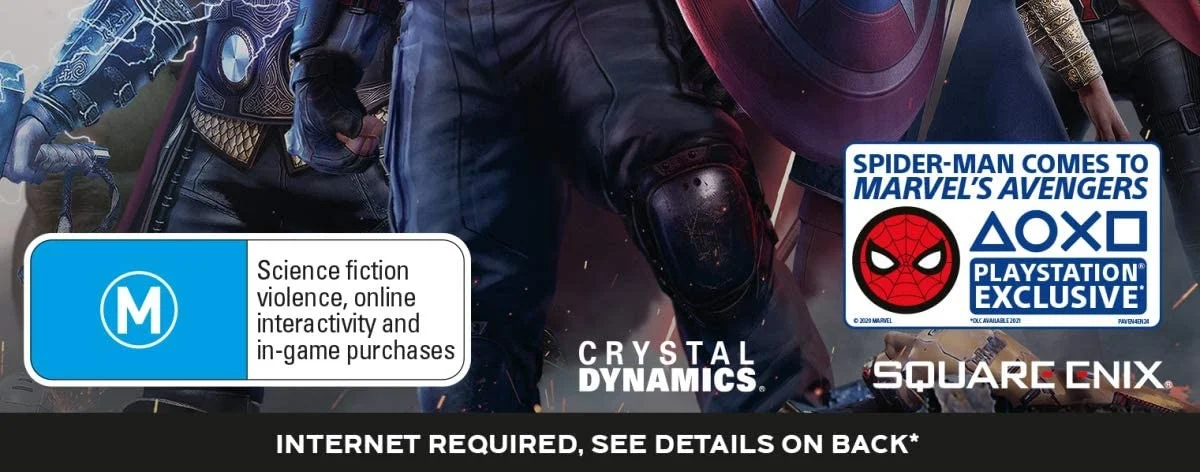 SPIDER-MAN COMES TO
MARVEL'S AVENGERS
PLAYSTATION®
EXCLUSIVE*
© 2020 MARVEL
*DLC AVAILABLE 2021
PAVEN4EN24
M
Science fiction
violence, online
interactivity and
in-game purchases
CRYSTAL
DYNAMICS®
SQUARE ENIX®
INTERNET REQUIRED, SEE DETAILS ON BACK*